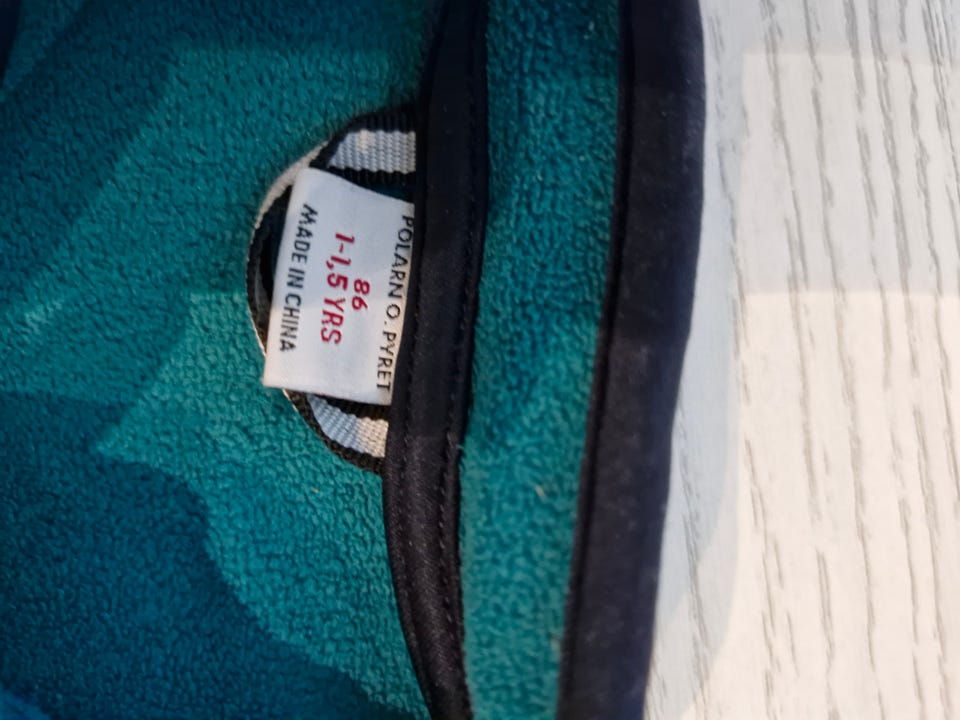 POLARN O. PYRET
86
1-1,5 YRS
MADE IN CHINA